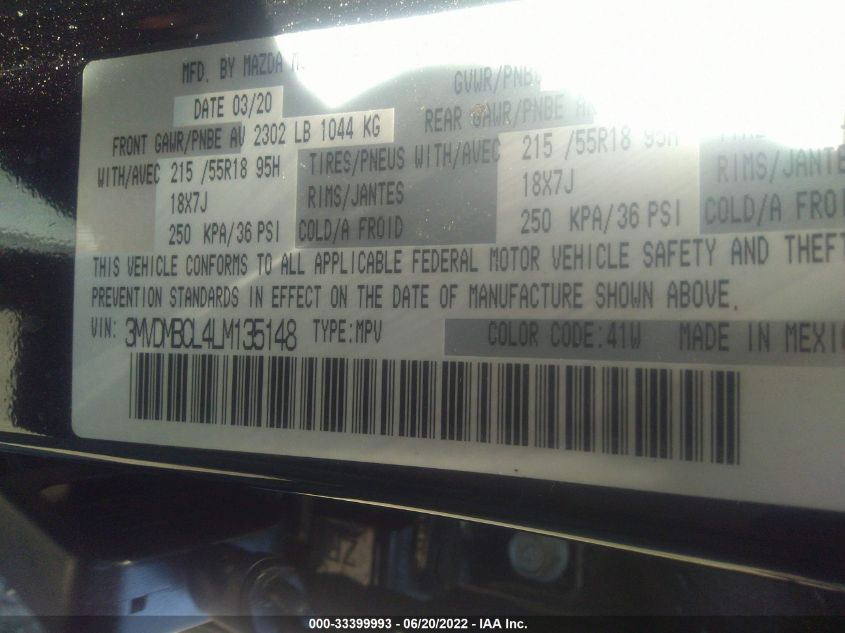 MFD. BY MAZDA
DATE 03/20
FRONT GAWR/PNBE AV 2302 LB 1044 KG REAR GAWR/PNBE
WITH/AVEC 215 /55R18 95H TIRES/PNEUS WITH/AVEC 215 /55R18 95H
18X7J RIMS/JANTES 18X7J RIMS/JANTES
250 KPA/36 PSI COLD/A FROID 250 KPA/36 PSI COLD/A
THIS VEHICLE CONFORMS TO ALL APPLICABLE FEDERAL MOTOR VEHICLE SAFETY AND THEFT
PREVENTION STANDARDS IN EFFECT ON THE DATE OF MANUFACTURE SHOWN ABOVE.
VIN: 3MVDMBCL4LM135148 TYPE:MPV COLOR CODE:41W MADE IN
000-33399993 - 06/20/2022 - IAA Inc.